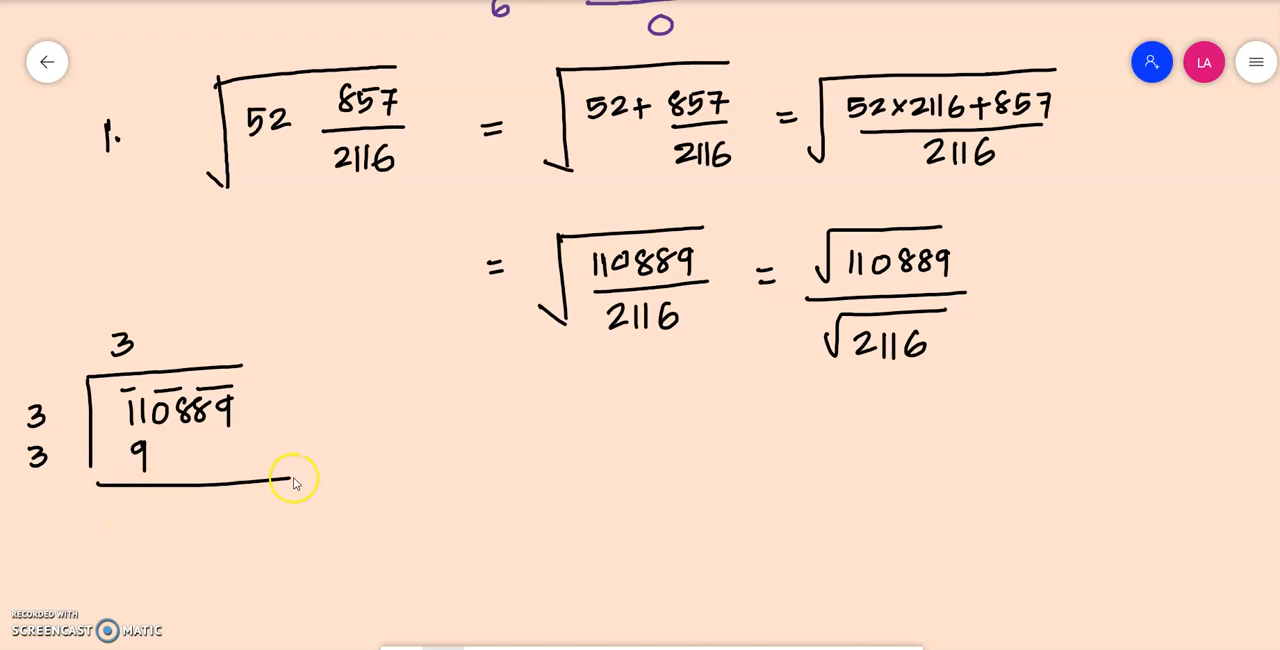 6 0
LA
1. √(52 857/2116) = √(52+ 857/2116) = √((52×2116+857)/2116)
= √(110889/2116) = √110889/√2116
3
3 110889
3 9
RECORDED WITH
SCREENCAST MATIC